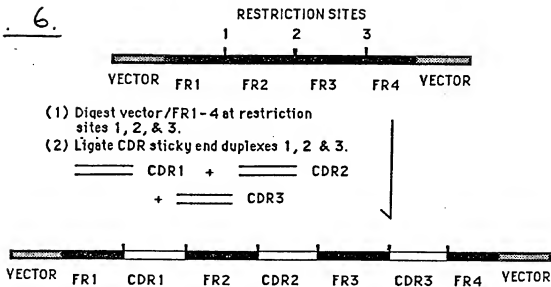 . 6.
RESTRICTION SITES
1 2 3
VECTOR FR1 FR2 FR3 FR4 VECTOR
(1) Digest vector/FR1-4 at restriction
sites 1, 2, & 3.
(2) Ligate CDR sticky end duplexes 1, 2 & 3.
CDR1 + CDR2
+ CDR3
VECTOR FR1 CDR1 FR2 CDR2 FR3 CDR3 FR4 VECTOR